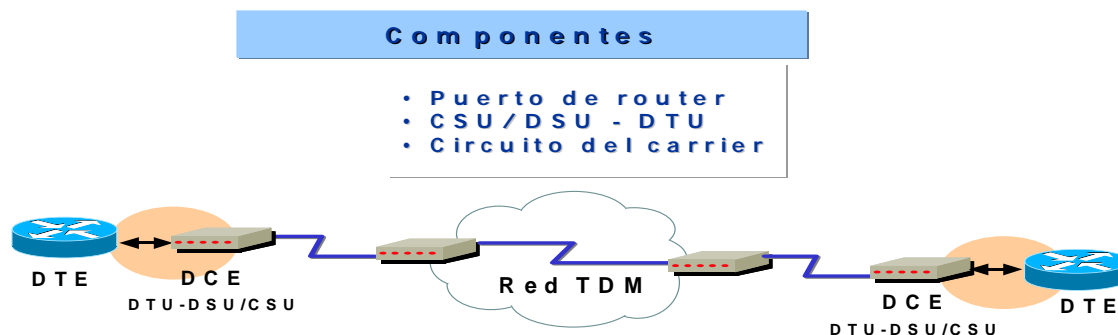 Componentes
• Puerto de router
• CSU/DSU - DTU
• Circuito del carrier
DTE
DCE
DTU-DSU/CSU
Red TDM
DCE
DTU-DSU/CSU
DTE